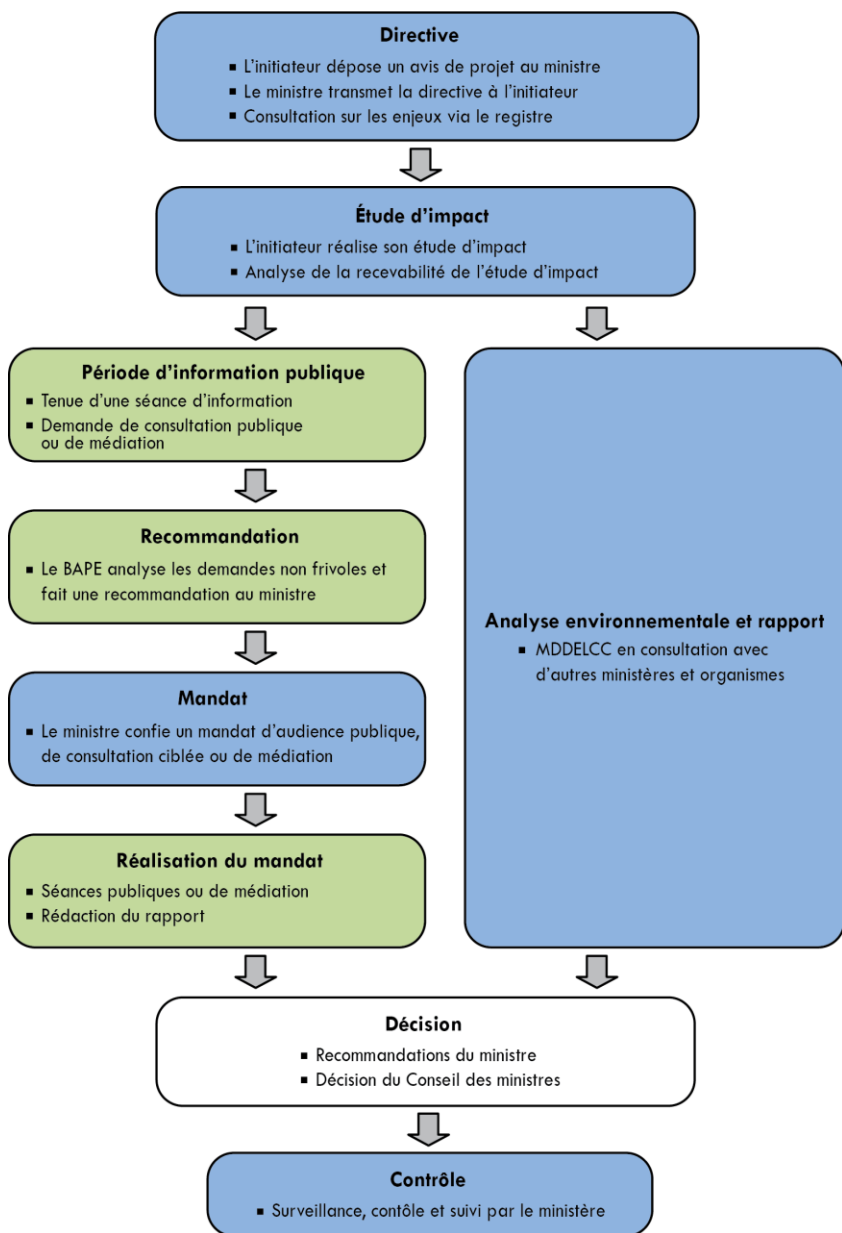 Directive
▪ L'initiateur dépose un avis de projet au ministre
▪ Le ministre transmet la directive à l'initiateur
▪ Consultation sur les enjeux via le registre
Étude d'impact
▪ L'initiateur réalise son étude d'impact
▪ Analyse de la recevabilité de l'étude d'impact
Période d'information publique
▪ Tenue d'une séance d'information
▪ Demande de consultation publique
ou de médiation
Recommandation
▪ Le BAPE analyse les demandes non frivoles et
fait une recommandation au ministre
Mandat
▪ Le ministre confie un mandat d'audience publique,
de consultation ciblée ou de médiation
Réalisation du mandat
▪ Séances publiques ou de médiation
▪ Rédaction du rapport
Analyse environnementale et rapport
▪ MDDELCC en consultation avec
d'autres ministères et organismes
Décision
▪ Recommandations du ministre
▪ Décision du Conseil des ministres
Contrôle
▪ Surveillance, contôle et suivi par le ministère